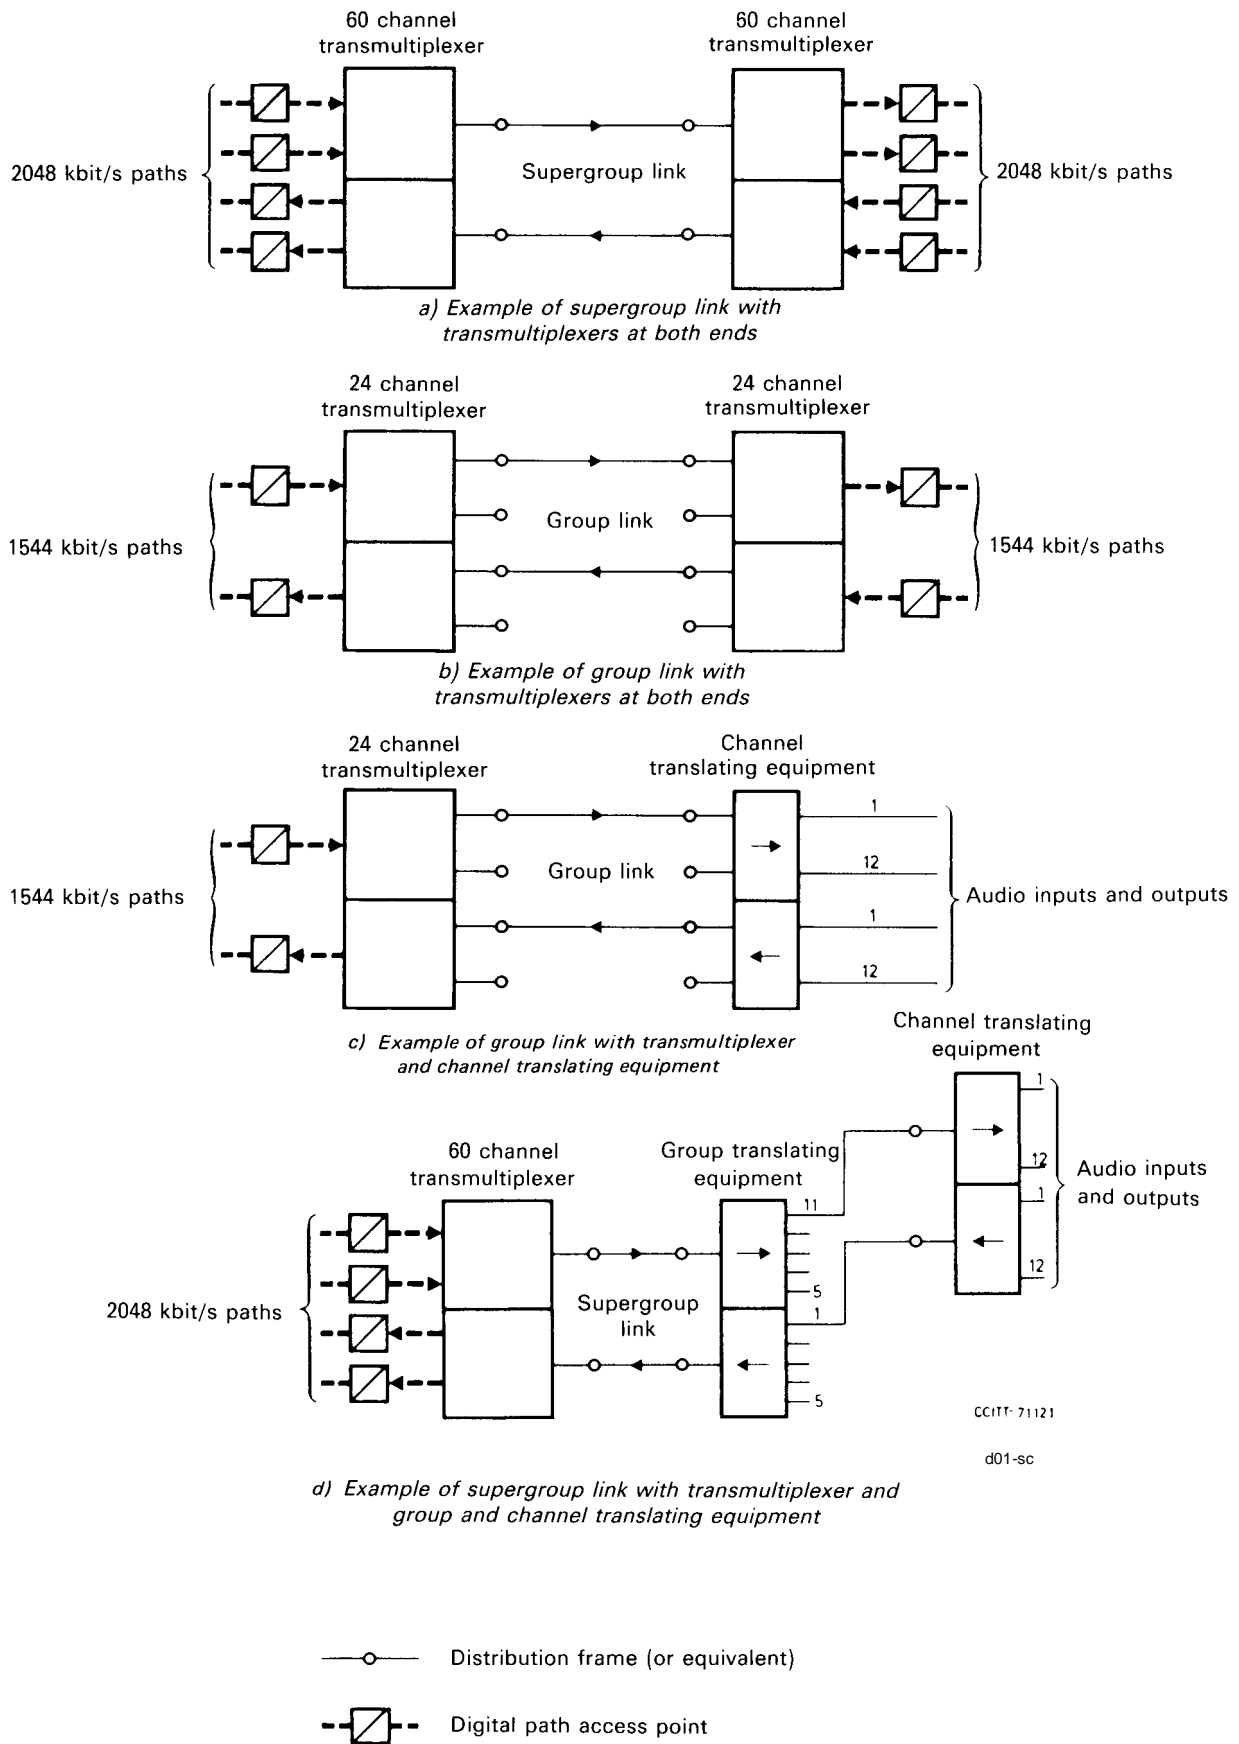 60 channel
transmultiplexer
60 channel
transmultiplexer
2048 kbit/s paths
Supergroup link
2048 kbit/s paths
a) Example of supergroup link with
transmultiplexers at both ends
24 channel
transmultiplexer
24 channel
transmultiplexer
1544 kbit/s paths
Group link
1544 kbit/s paths
b) Example of group link with
transmultiplexers at both ends
24 channel
transmultiplexer
Channel
translating equipment
1
12
1
12
1544 kbit/s paths
Group link
Audio inputs and outputs
c) Example of group link with transmultiplexer
and channel translating equipment
Channel translating
equipment
1
12
1
12
Audio inputs
and outputs
60 channel
transmultiplexer
Group translating
equipment
11
5
1
5
2048 kbit/s paths
Supergroup
link
CCITT-71121
d01-sc
d) Example of supergroup link with transmultiplexer and
group and channel translating equipment
Distribution frame (or equivalent)
Digital path access point